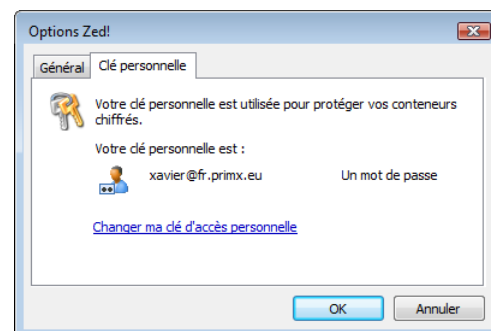 Options Zed!
Général Clé personnelle
Votre clé personnelle est utilisée pour protéger vos conteneurs
chiffrés.
Votre clé personnelle est :
xavier@fr.primx.eu Un mot de passe
Changer ma clé d'accès personnelle
OK Annuler